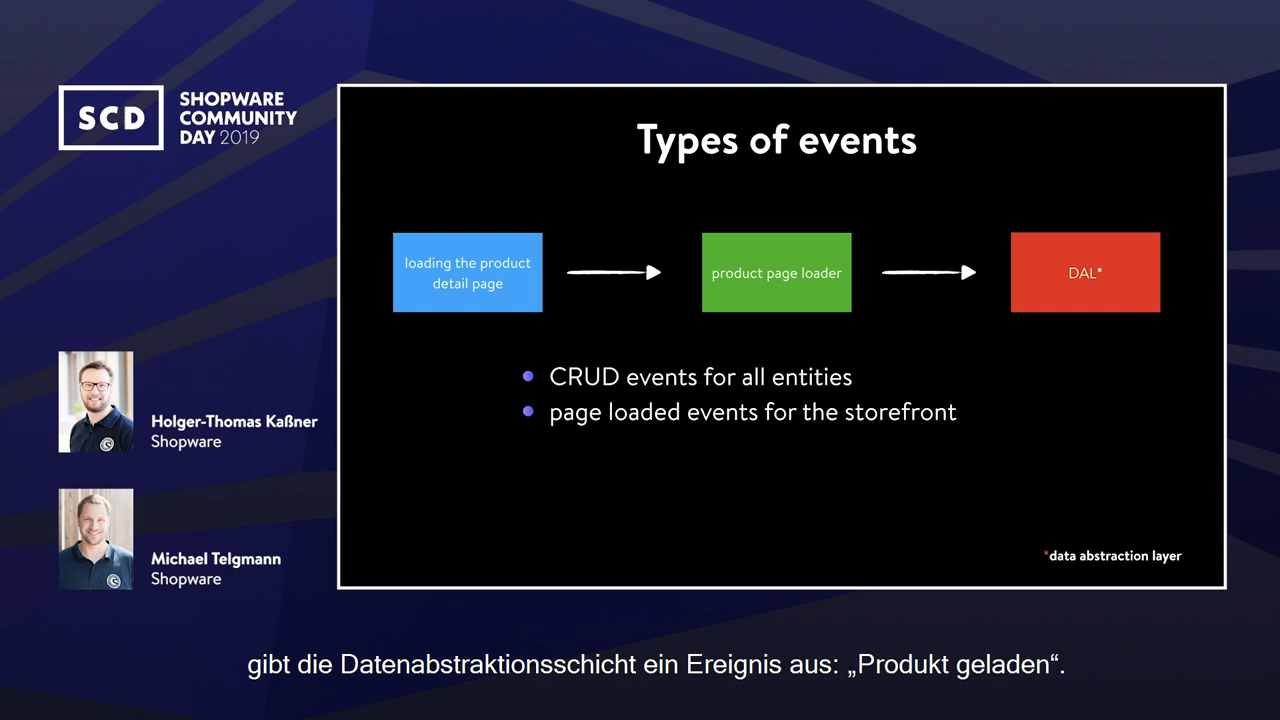 SCD
SHOPWARE
COMMUNITY
DAY 2019
Types of events
loading the product
detail page
product page loader
DAL*
CRUD events for all entities
page loaded events for the storefront
*data abstraction layer
Holger-Thomas Kaßner
Shopware
Michael Telgmann
Shopware
gibt die Datenabstraktionsschicht ein Ereignis aus: „Produkt geladen“.